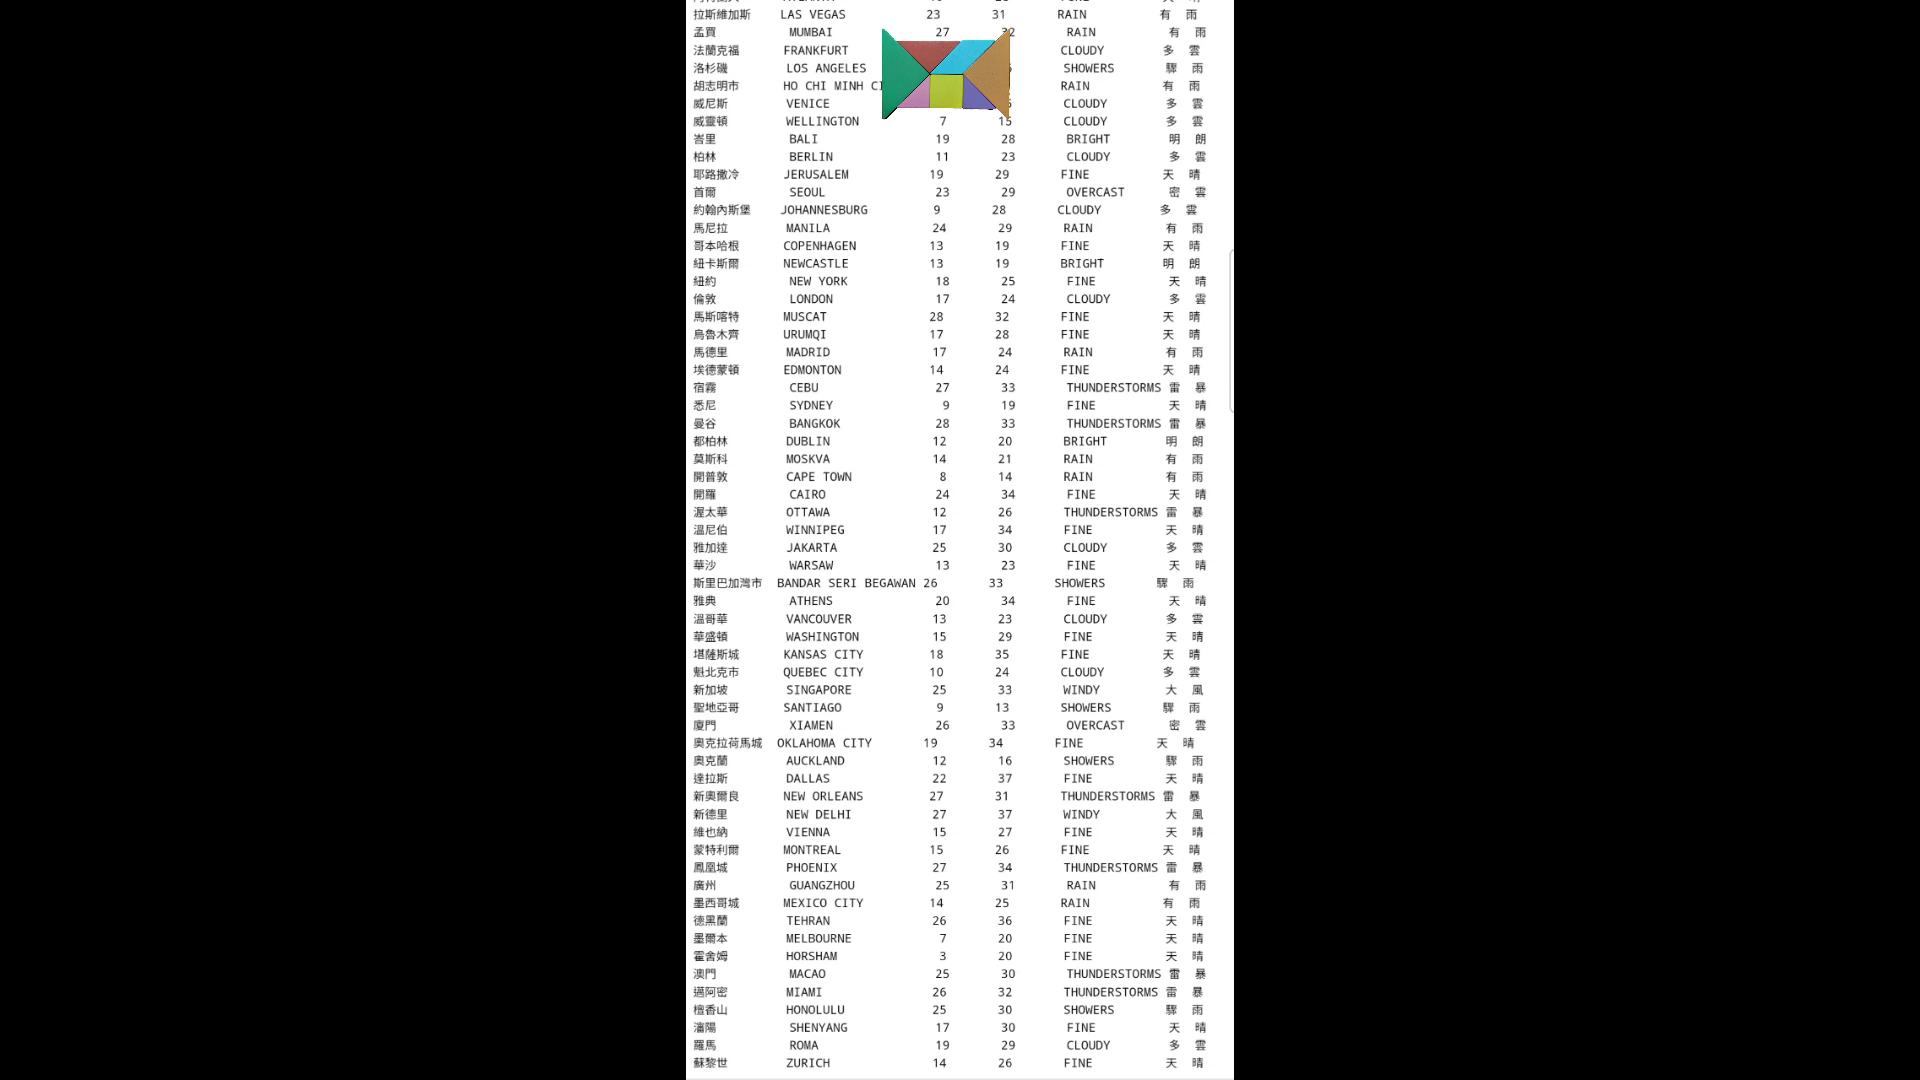 拉斯維加斯 LAS VEGAS 23 31 RAIN 有 雨
孟買 MUMBAI 27 RAIN 有 雨
法蘭克福 FRANKFURT CLOUDY 多 雲
洛杉磯 LOS ANGELES SHOWERS 驟 雨
胡志明市 HO CHI MINH RAIN 有 雨
威尼斯 VENICE CLOUDY 多 雲
威靈頓 WELLINGTON 7 15 CLOUDY 多 雲
峇里 BALI 19 28 BRIGHT 明 朗
柏林 BERLIN 11 23 CLOUDY 多 雲
耶路撒冷 JERUSALEM 19 29 FINE 天 晴
首爾 SEOUL 23 29 OVERCAST 密 雲
約翰內斯堡 JOHANNESBURG 9 28 CLOUDY 多 雲
馬尼拉 MANILA 24 29 RAIN 有 雨
哥本哈根 COPENHAGEN 13 19 FINE 天 晴
紐卡斯爾 NEWCASTLE 13 19 BRIGHT 明 朗
紐約 NEW YORK 18 25 FINE 天 晴
倫敦 LONDON 17 24 CLOUDY 多 雲
馬斯喀特 MUSCAT 28 32 FINE 天 晴
烏魯木齊 URUMQI 17 28 FINE 天 晴
馬德里 MADRID 17 24 RAIN 有 雨
埃德蒙頓 EDMONTON 14 24 FINE 天 晴
宿霧 CEBU 27 33 THUNDERSTORMS 雷 暴
悉尼 SYDNEY 9 19 FINE 天 晴
曼谷 BANGKOK 28 33 THUNDERSTORMS 雷 暴
都柏林 DUBLIN 12 20 BRIGHT 明 朗
莫斯科 MOSKVA 14 21 RAIN 有 雨
開普敦 CAPE TOWN 8 14 RAIN 有 雨
開羅 CAIRO 24 34 FINE 天 晴
渥太華 OTTAWA 12 26 THUNDERSTORMS 雷 暴
溫尼伯 WINNIPEG 17 34 FINE 天 晴
雅加達 JAKARTA 25 30 CLOUDY 多 雲
華沙 WARSAW 13 23 FINE 天 晴
斯里巴加灣市 BANDAR SERI BEGAWAN 26 33 SHOWERS 驟 雨
雅典 ATHENS 20 34 FINE 天 晴
溫哥華 VANCOUVER 13 23 CLOUDY 多 雲
華盛頓 WASHINGTON 15 29 FINE 天 晴
堪薩斯城 KANSAS CITY 18 35 FINE 天 晴
魁北克市 QUEBEC CITY 10 24 CLOUDY 多 雲
新加坡 SINGAPORE 25 33 WINDY 大 風
聖地亞哥 SANTIAGO 9 13 SHOWERS 驟 雨
廈門 XIAMEN 26 33 OVERCAST 密 雲
奧克拉荷馬城 OKLAHOMA CITY 19 34 FINE 天 晴
奧克蘭 AUCKLAND 12 16 SHOWERS 驟 雨
達拉斯 DALLAS 22 37 FINE 天 晴
新奧爾良 NEW ORLEANS 27 31 THUNDERSTORMS 雷 暴
新德里 NEW DELHI 27 37 WINDY 大 風
維也納 VIENNA 15 27 FINE 天 晴
蒙特利爾 MONTREAL 15 26 FINE 天 晴
鳳凰城 PHOENIX 27 34 THUNDERSTORMS 雷 暴
廣州 GUANGZHOU 25 31 RAIN 有 雨
墨西哥城 MEXICO CITY 14 25 RAIN 有 雨
德黑蘭 TEHRAN 26 36 FINE 天 晴
墨爾本 MELBOURNE 7 20 FINE 天 晴
霍舍姆 HORSHAM 3 20 FINE 天 晴
澳門 MACAO 25 30 THUNDERSTORMS 雷 暴
邁阿密 MIAMI 26 32 THUNDERSTORMS 雷 暴
檀香山 HONOLULU 25 30 SHOWERS 驟 雨
瀋陽 SHENYANG 17 30 FINE 天 晴
羅馬 ROMA 19 29 CLOUDY 多 雲
蘇黎世 ZURICH 14 26 FINE 天 晴